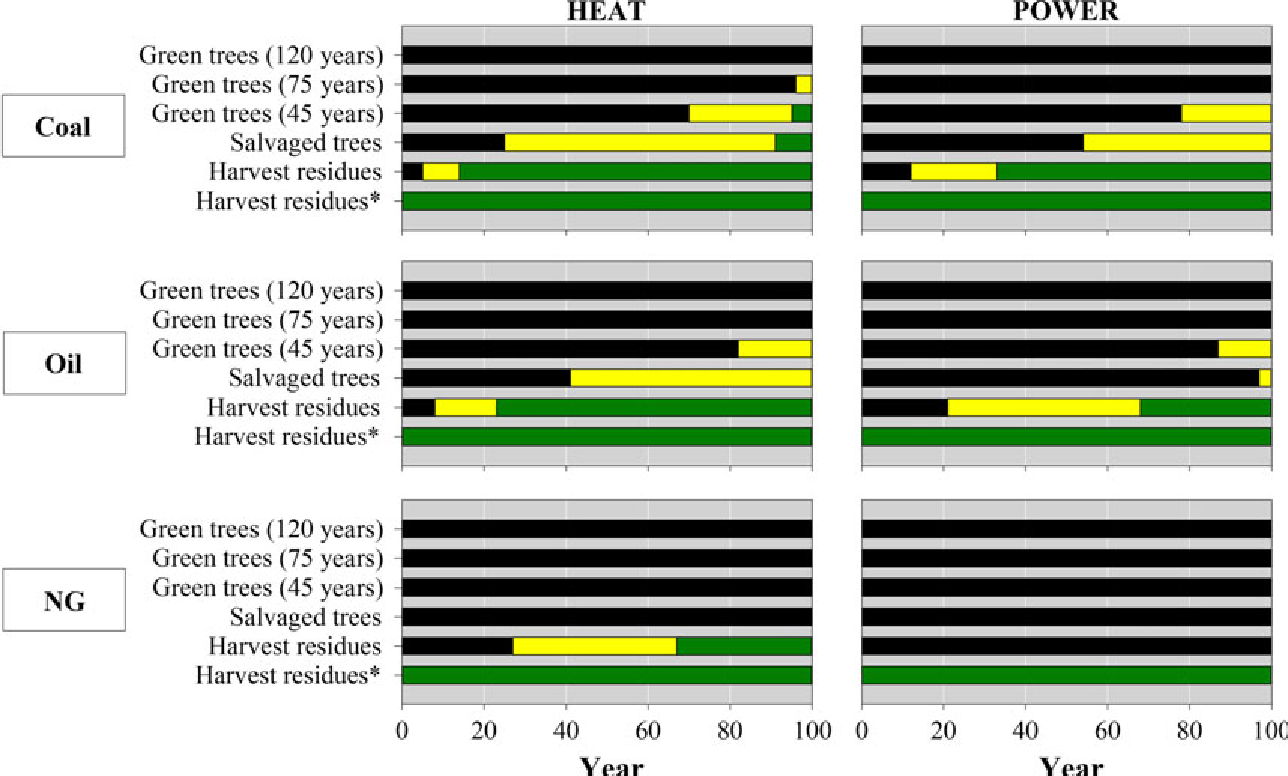 HEAT POWER
Coal
Green trees (120 years)
Green trees (75 years)
Green trees (45 years)
Salvaged trees
Harvest residues
Harvest residues*
Oil
Green trees (120 years)
Green trees (75 years)
Green trees (45 years)
Salvaged trees
Harvest residues
Harvest residues*
NG
Green trees (120 years)
Green trees (75 years)
Green trees (45 years)
Salvaged trees
Harvest residues
Harvest residues*
0 20 40 60 80 100 0 20 40 60 80 100
Year Year